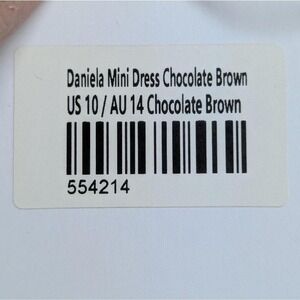 Daniela Mini Dress Chocolate Brown
US 10 / AU 14 Chocolate Brown
554214